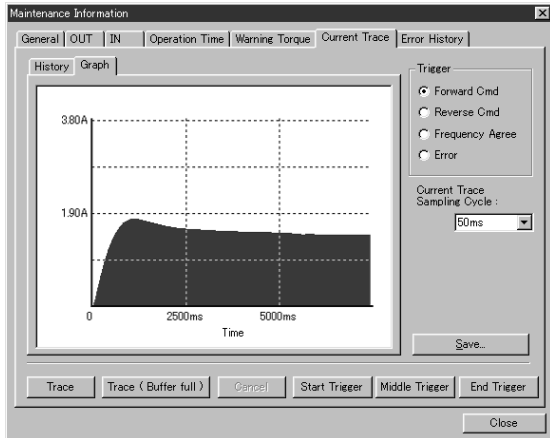 Maintenance Information
General OUT IN Operation Time Warning Torque Current Trace Error History
History Graph
Trigger
Forward Cmd
Reverse Cmd
Frequency Agree
Error
Current Trace
Sampling Cycle :
50ms
3.80A
1.90A
0 2500ms 5000ms
Time
Save...
Trace Trace ( Buffer full ) Cancel Start Trigger Middle Trigger End Trigger
Close